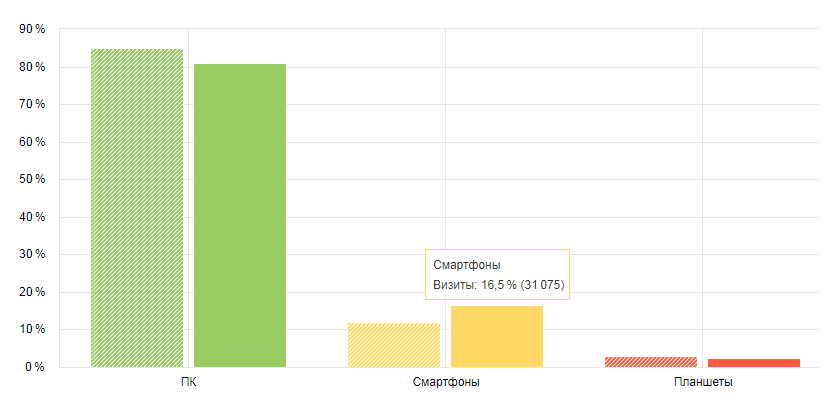 90 %
80 %
70 %
60 %
50 %
40 %
30 %
20 %
10 %
0 %
Смартфоны
Визиты: 16,5 % (31 075)
ПК
Смартфоны
Планшеты